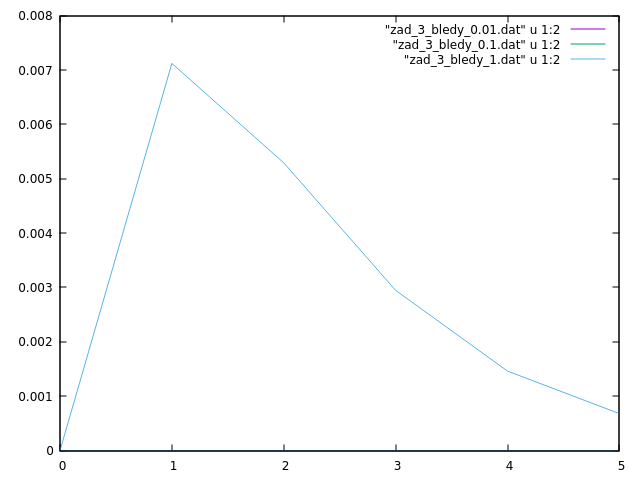 0.008
0.007
0.006
0.005
0.004
0.003
0.002
0.001
0
0 1 2 3 4 5
"zad_3_bledy_0.01.dat" u 1:2
"zad_3_bledy_0.1.dat" u 1:2
"zad_3_bledy_1.dat" u 1:2